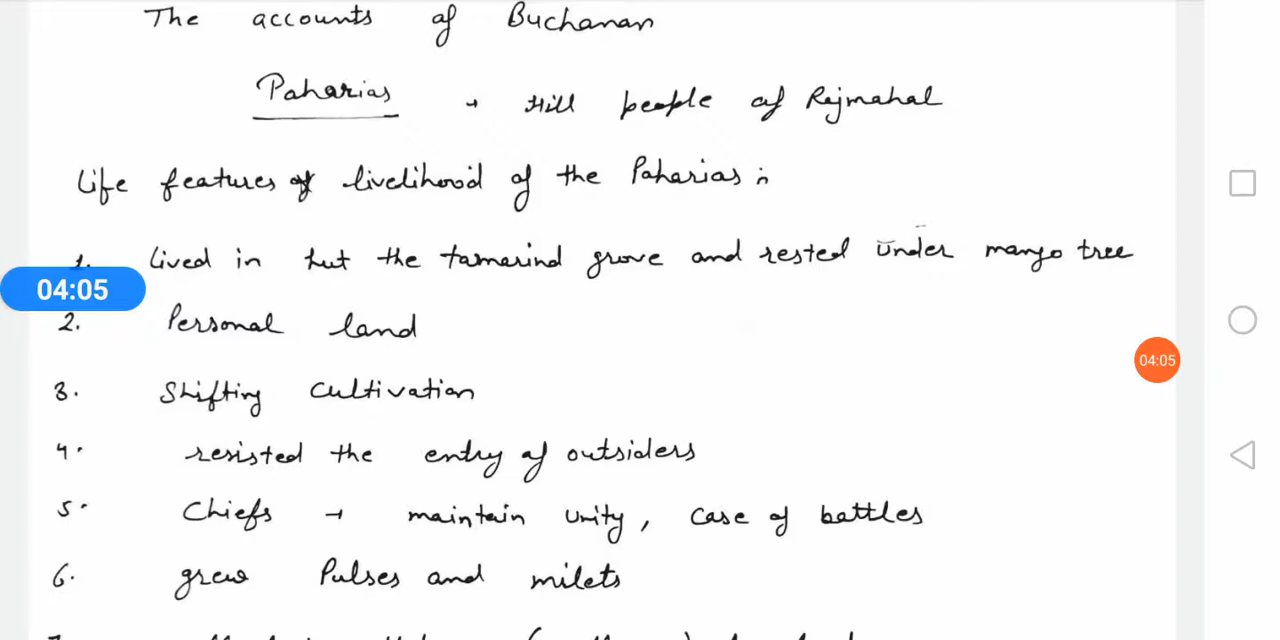 The accounts of Buchanan
Paharias → Hill people of Rajmahal
Life features of livelihood of the Paharias :
1. Lived in hut the tamarind grove and rested under mango tree
04:05
2. Personal land
04:05
3. Shifting cultivation
4. resisted the entry of outsiders
5. Chiefs → maintain unity, case of battles
6. grew Pulses and milets